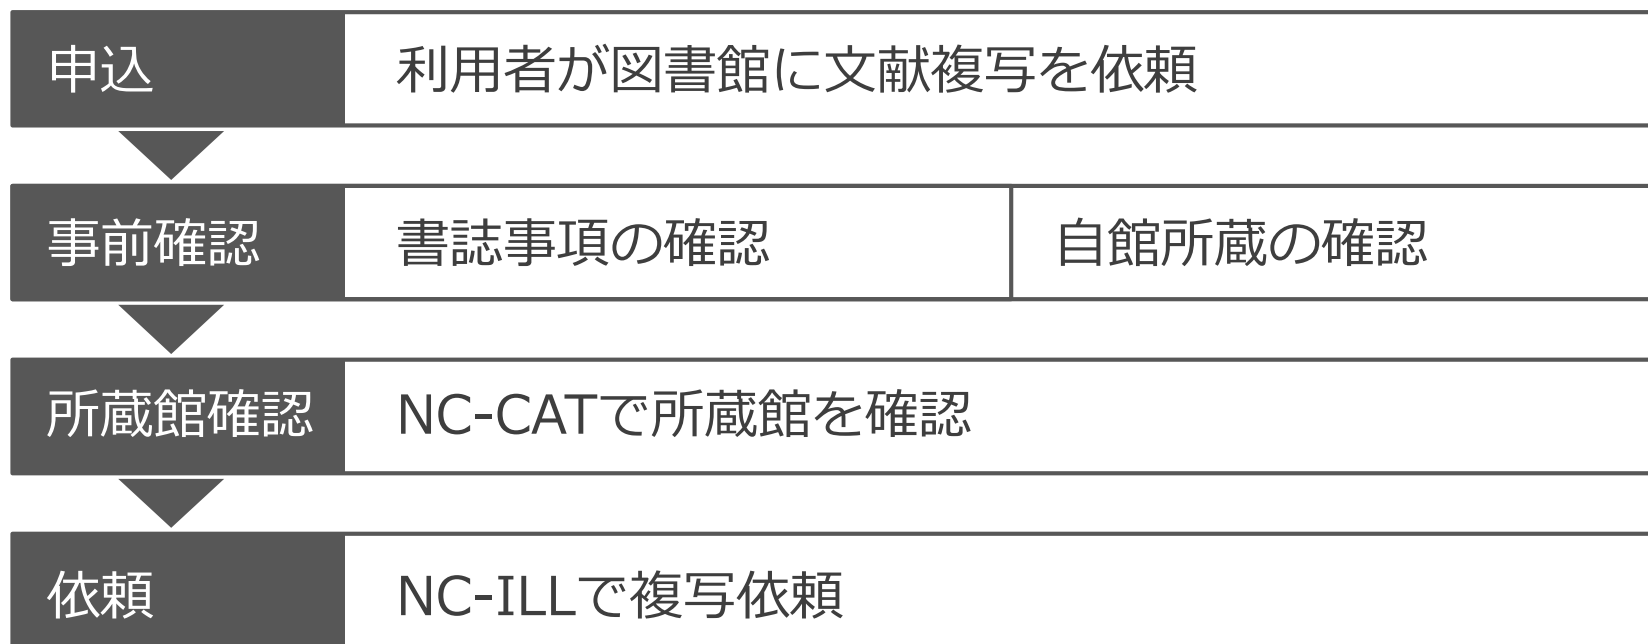 申込 利用者が図書館に文献複写を依頼
事前確認 書誌事項の確認 自館所蔵の確認
所蔵館確認 NC-CATで所蔵館を確認
依頼 NC-ILLで複写依頼